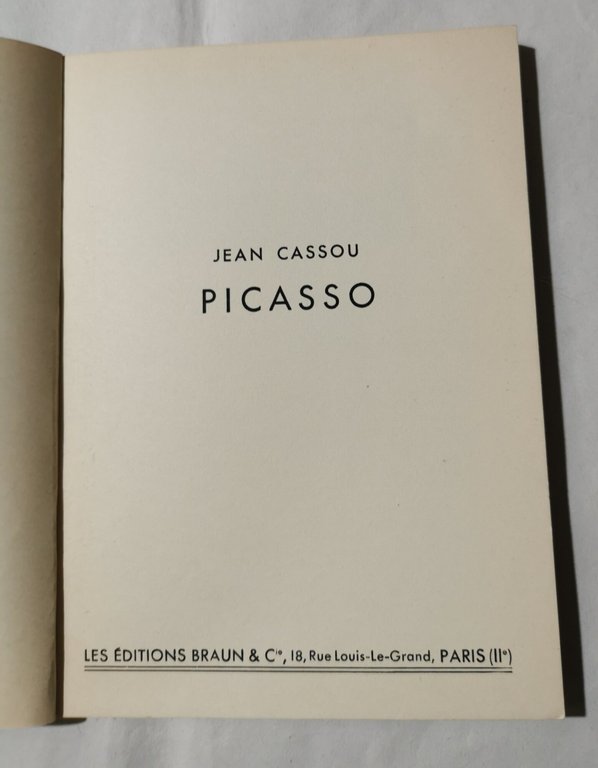 JEAN CASSOU
PICASSO
LES ÉDITIONS BRAUN & Cie, 18, Rue Louis-Le-Grand, PARIS (IIe)